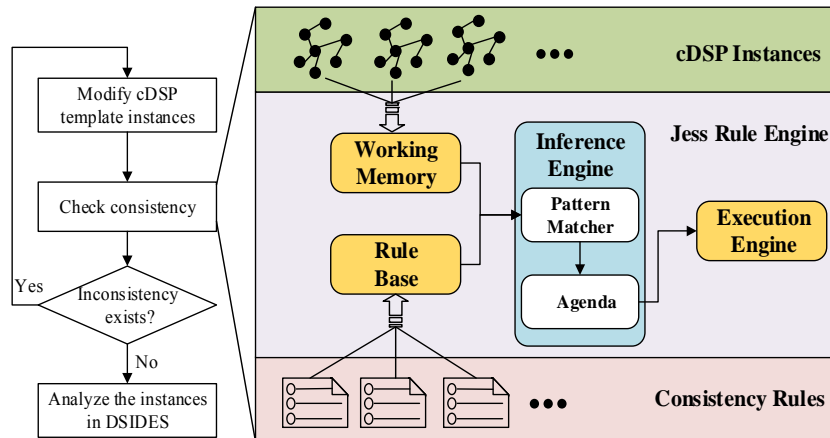 Modify cDSP
template instances
Check consistency
Yes
Inconsistency
exists?
No
Analyze the instances
in DSIDES
cDSP Instances
Jess Rule Engine
Working
Memory
Rule
Base
Inference
Engine
Pattern
Matcher
Agenda
Execution
Engine
Consistency Rules